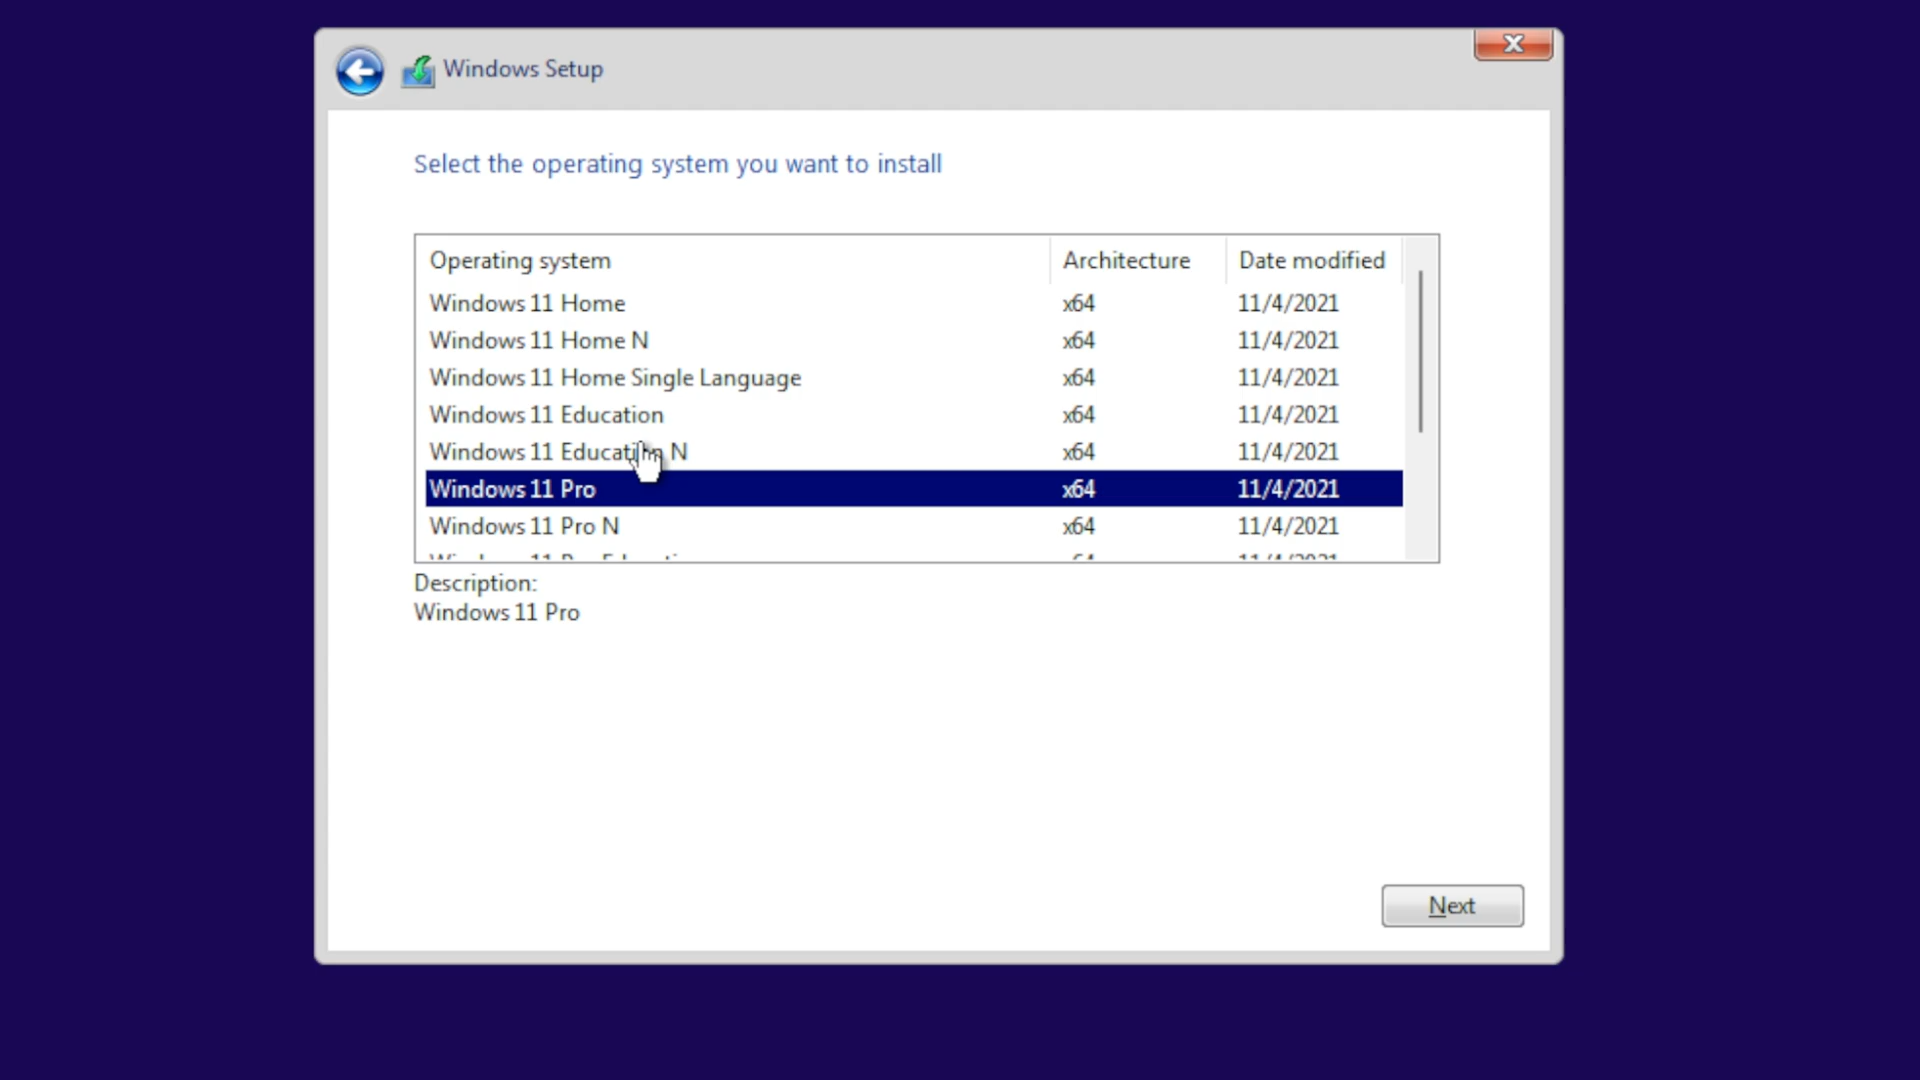 Windows Setup
Select the operating system you want to install
Operating system Architecture Date modified
Windows 11 Home x64 11/4/2021
Windows 11 Home N x64 11/4/2021
Windows 11 Home Single Language x64 11/4/2021
Windows 11 Education x64 11/4/2021
Windows 11 Education N x64 11/4/2021
Windows 11 Pro x64 11/4/2021
Windows 11 Pro N x64 11/4/2021
Description:
Windows 11 Pro
Next